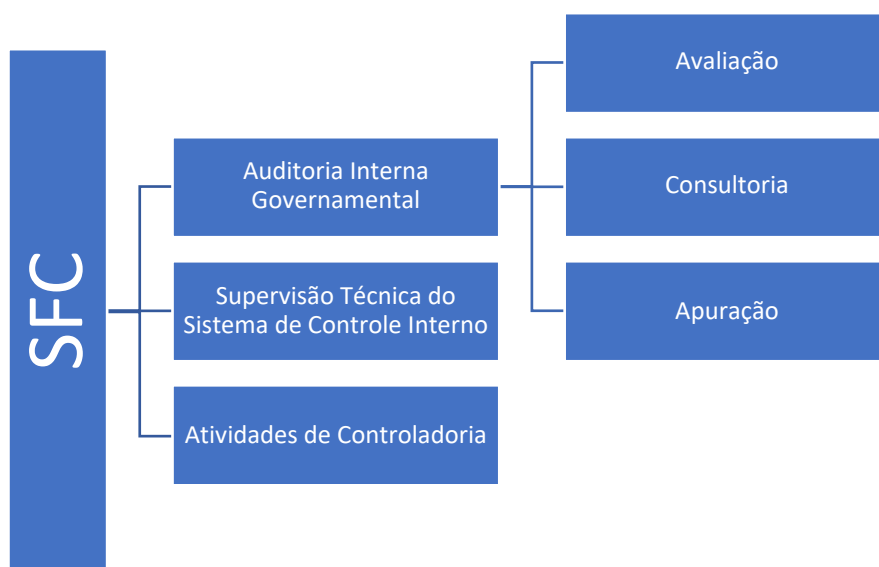 SFC
Auditoria Interna
Governamental
Supervisão Técnica do
Sistema de Controle Interno
Atividades de Controladoria
Avaliação
Consultoria
Apuração